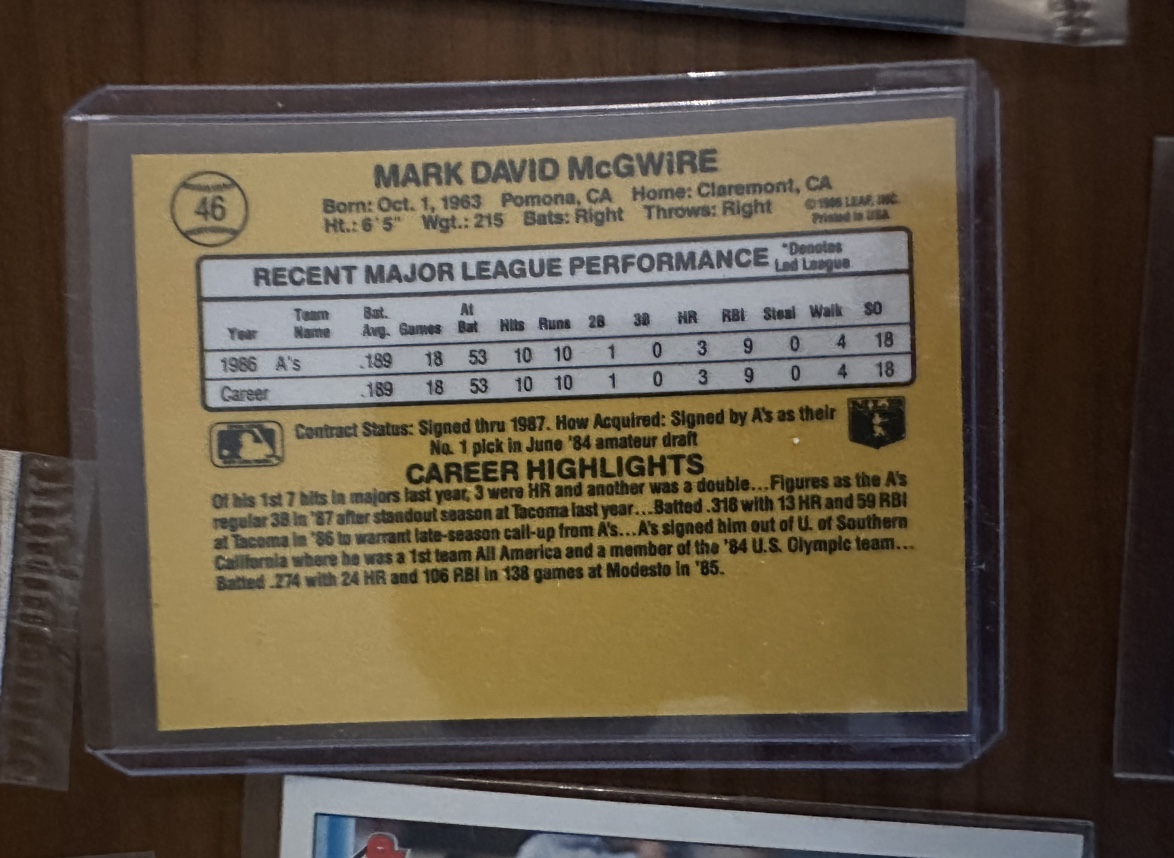 46
MARK DAVID McGWiRE
Born: Oct. 1, 1963 Pomona, CA Home: Claremont, CA
Ht.: 6'5" Wgt.: 215 Bats: Right Throws: Right
© 1986 LEAF, INC.
Printed in USA
RECENT MAJOR LEAGUE PERFORMANCE
*Denotes
Led League
Year Team Name Bat. Avg. Games At Bat Hits Runs 2B 3B HR RBI Steal Walk SO
1986 A's .189 18 53 10 10 1 0 3 9 0 4 18
Career .189 18 53 10 10 1 0 3 9 0 4 18
Contract Status: Signed thru 1987. How Acquired: Signed by A's as their
No. 1 pick in June '84 amateur draft
CAREER HIGHLIGHTS
Of his 1st 7 hits in majors last year, 3 were HR and another was a double...Figures as the A's
regular 3B in '87 after standout season at Tacoma last year...Batted .318 with 13 HR and 59 RBI
at Tacoma in '86 to warrant late-season call-up from A's...A's signed him out of U. of Southern
California where he was a 1st team All America and a member of the '84 U.S. Olympic team...
Batted .274 with 24 HR and 106 RBI in 138 games at Modesto in '85.